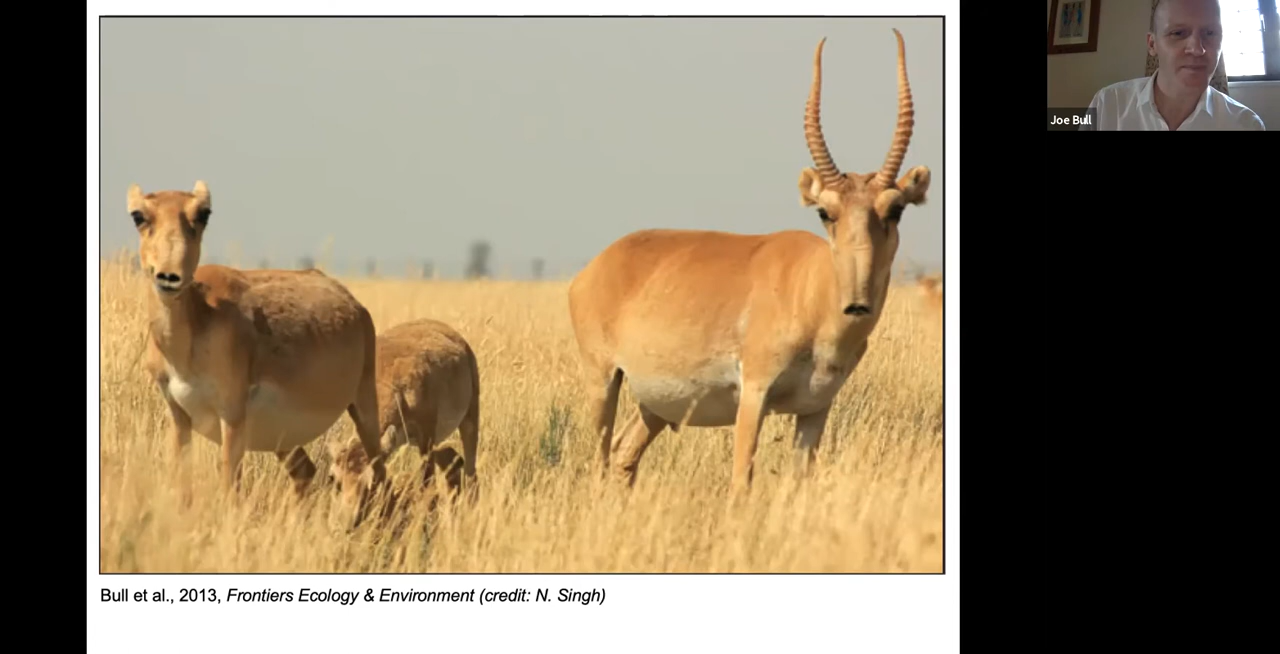 Joe Bull
Bull et al., 2013, Frontiers Ecology & Environment (credit: N. Singh)